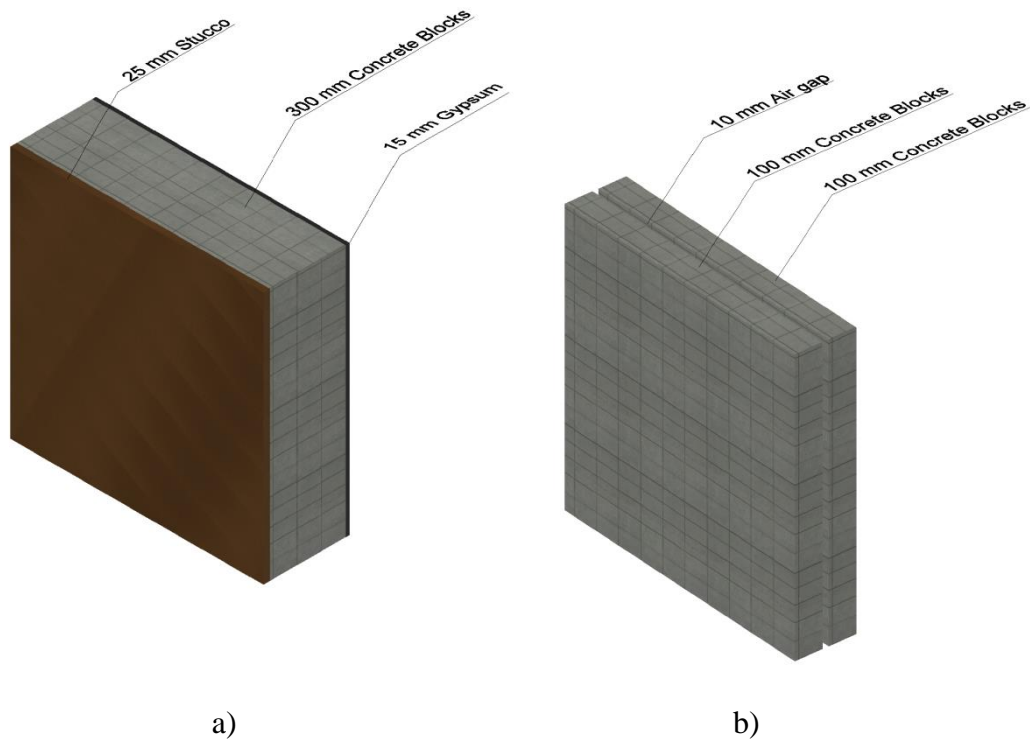 25 mm Stucco
300 mm Concrete Blocks
15 mm Gypsum
10 mm Air gap
100 mm Concrete Blocks
100 mm Concrete Blocks
a)
b)